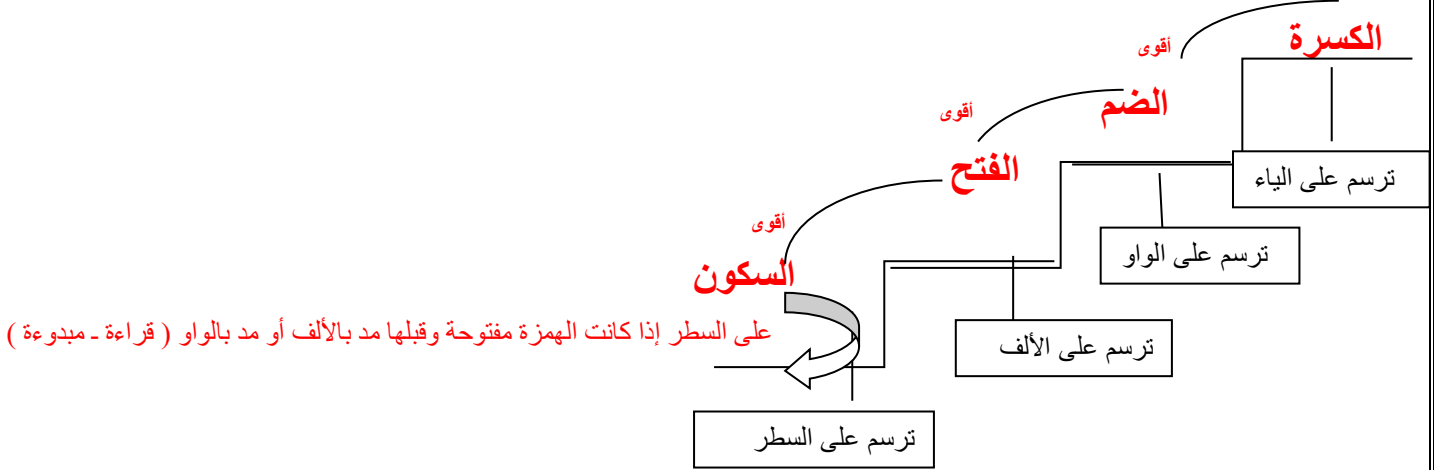 الكسرة
أقوى
الضم
أقوى
ترسم على الياء
الفتح
أقوى
ترسم على الواو
السكون
على السطر إذا كانت الهمزة مفتوحة وقبلها مد بالألف أو مد بالواو ( قراءة ـ مبدوءة )
ترسم على الألف
ترسم على السطر